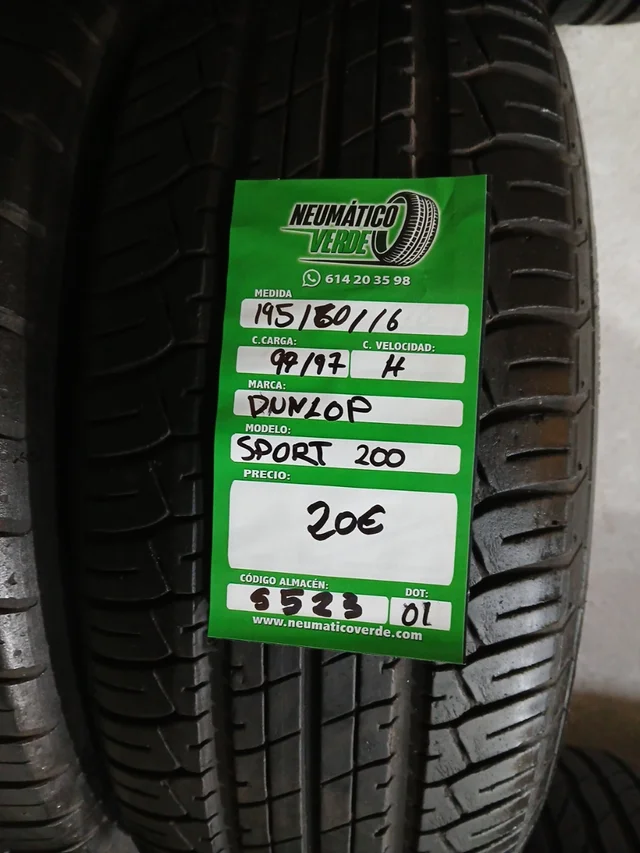 NEUMÁTICO
VERDE
614 20 35 98
MEDIDA
195/60/16
C.CARGA: C. VELOCIDAD:
99/97 H
MARCA:
DUNLOP
MODELO:
SPORT 200
PRECIO:
20€
CÓDIGO ALMACÉN: DOT:
S523 01
www.neumaticoverde.com